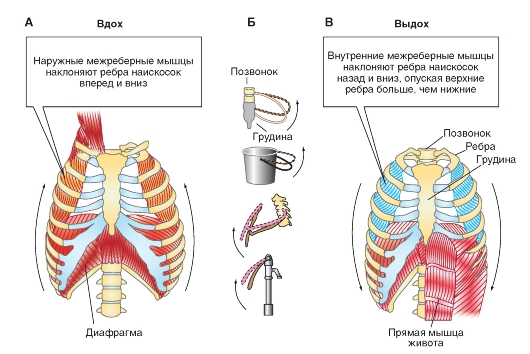 А
Вдох
Наружные межреберные мышцы
наклоняют ребра наискосок
вперед и вниз
Диафрагма
Б
Позвонок
Грудина
В
Выдох
Внутренние межреберные мышцы
наклоняют ребра наискосок
назад и вниз, опуская верхние
ребра больше, чем нижние
Позвонок
Ребра
Грудина
Прямая мышца
живота